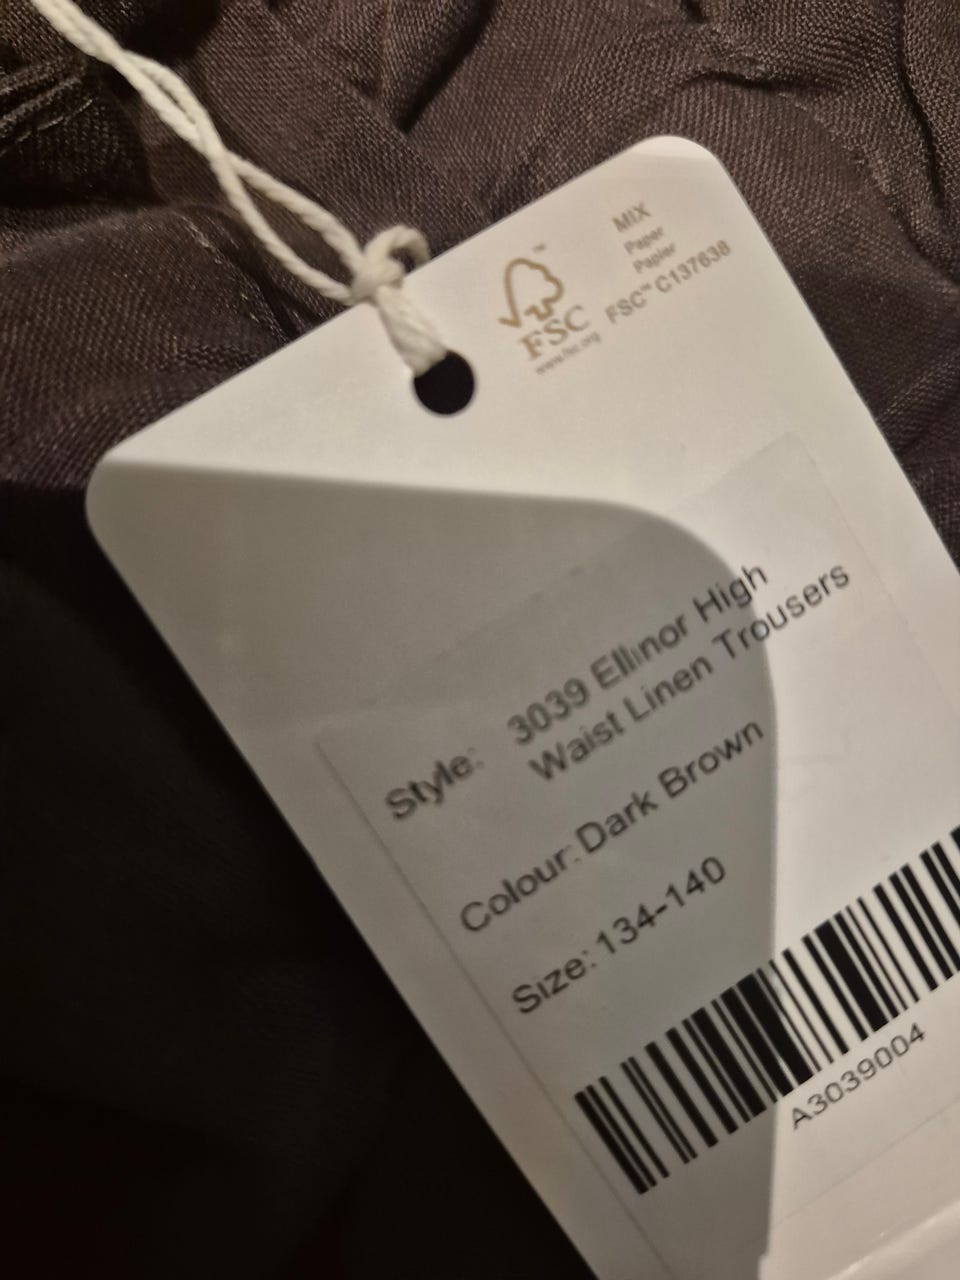 MIX
Paper
Papier
FSC™ C137638
™
FSC
www.fsc.org
Style: 3039 Ellinor High
Waist Linen Trousers
Colour: Dark Brown
Size: 134-140
A3039004